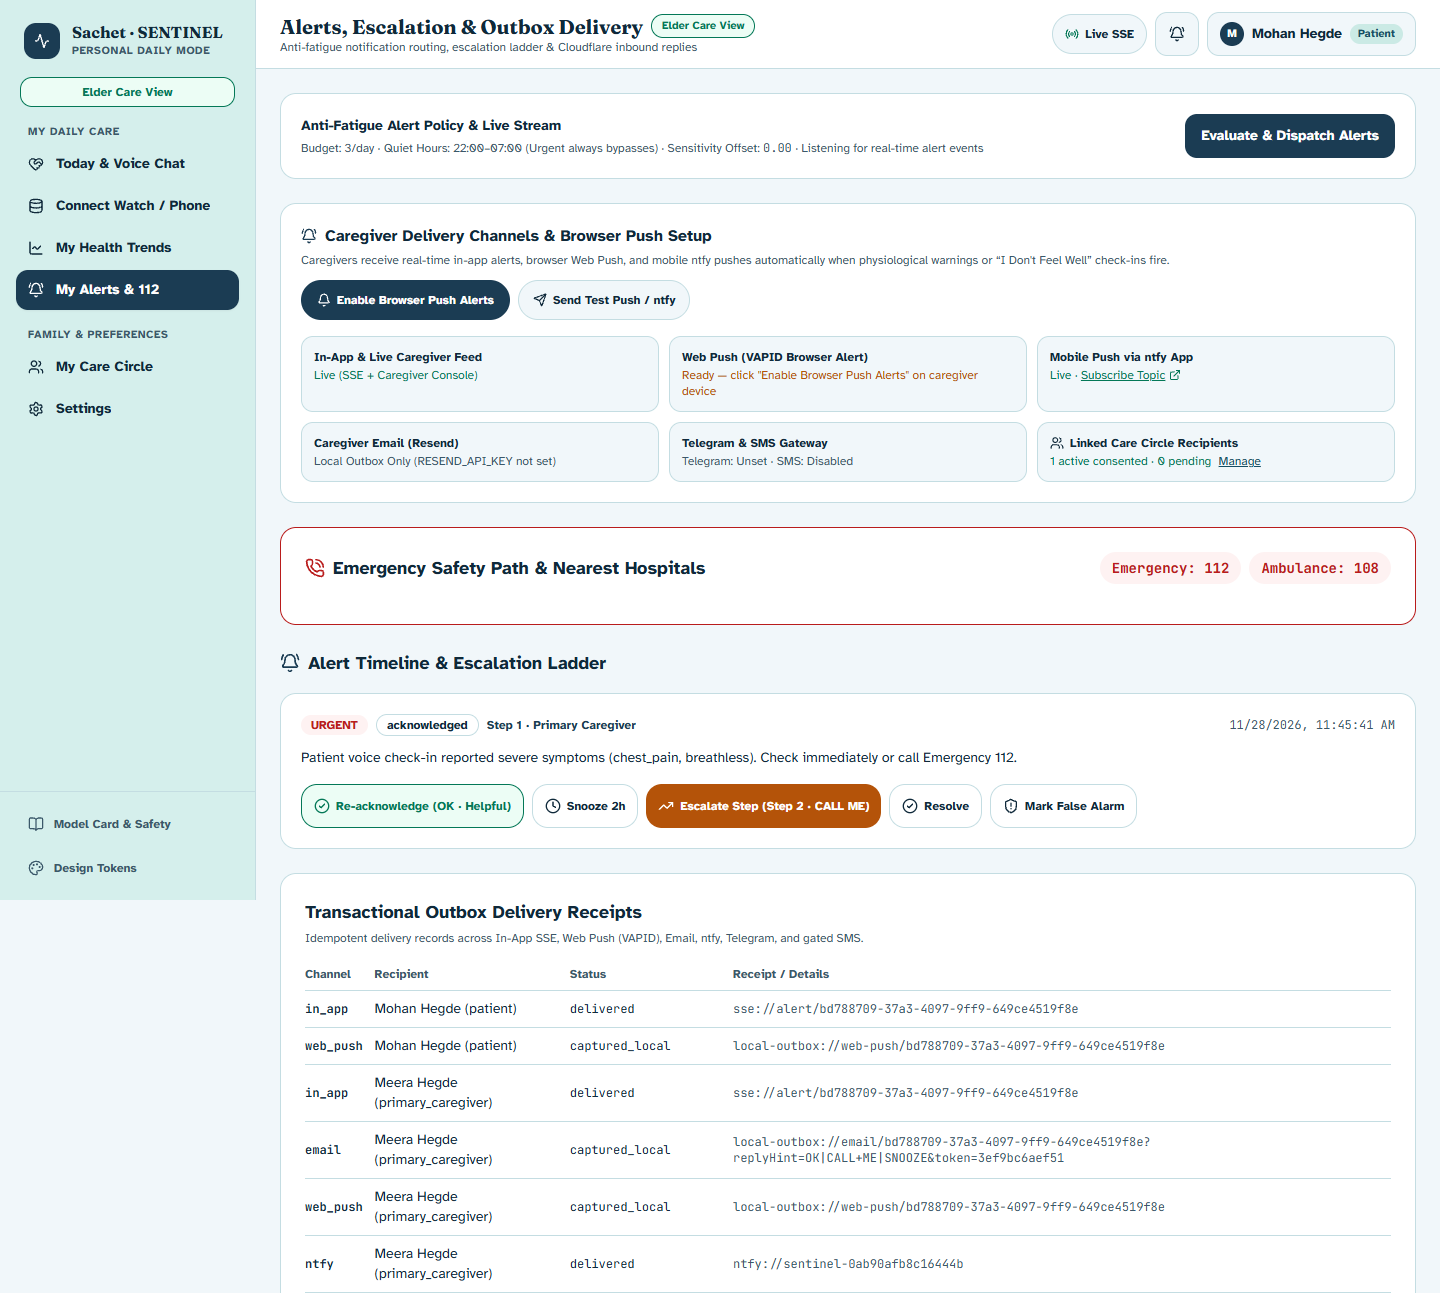 Sachet · SENTINEL
PERSONAL DAILY MODE
Elder Care View
MY DAILY CARE
Today & Voice Chat
Connect Watch / Phone
My Health Trends
My Alerts & 112
FAMILY & PREFERENCES
My Care Circle
Settings
Model Card & Safety
Design Tokens
Alerts, Escalation & Outbox Delivery
Elder Care View
Anti-fatigue notification routing, escalation ladder & Cloudflare inbound replies
Live SSE
M Mohan Hegde Patient
Anti-Fatigue Alert Policy & Live Stream
Budget: 3/day · Quiet Hours: 22:00–07:00 (Urgent always bypasses) · Sensitivity Offset: 0.00 · Listening for real-time alert events
Evaluate & Dispatch Alerts
Caregiver Delivery Channels & Browser Push Setup
Caregivers receive real-time in-app alerts, browser Web Push, and mobile ntfy pushes automatically when physiological warnings or “I Don't Feel Well” check-ins fire.
Enable Browser Push Alerts
Send Test Push / ntfy
In-App & Live Caregiver Feed
Live (SSE + Caregiver Console)
Web Push (VAPID Browser Alert)
Ready — click "Enable Browser Push Alerts" on caregiver
device
Mobile Push via ntfy App
Live · Subscribe Topic
Caregiver Email (Resend)
Local Outbox Only (RESEND_API_KEY not set)
Telegram & SMS Gateway
Telegram: Unset · SMS: Disabled
Linked Care Circle Recipients
1 active consented · 0 pending Manage
Emergency Safety Path & Nearest Hospitals
Emergency: 112
Ambulance: 108
Alert Timeline & Escalation Ladder
URGENT acknowledged Step 1 · Primary Caregiver
11/28/2026, 11:45:41 AM
Patient voice check-in reported severe symptoms (chest_pain, breathless). Check immediately or call Emergency 112.
Re-acknowledge (OK · Helpful)
Snooze 2h
Escalate Step (Step 2 · CALL ME)
Resolve
Mark False Alarm
Transactional Outbox Delivery Receipts
Idempotent delivery records across In-App SSE, Web Push (VAPID), Email, ntfy, Telegram, and gated SMS.
Channel Recipient Status Receipt / Details
in_app Mohan Hegde (patient) delivered sse://alert/bd788709-37a3-4097-9ff9-649ce4519f8e
web_push Mohan Hegde (patient) captured_local local-outbox://web-push/bd788709-37a3-4097-9ff9-649ce4519f8e
in_app Meera Hegde
(primary_caregiver) delivered sse://alert/bd788709-37a3-4097-9ff9-649ce4519f8e
email Meera Hegde
(primary_caregiver) captured_local local-outbox://email/bd788709-37a3-4097-9ff9-649ce4519f8e?
replyHint=OK|CALL+ME|SNOOZE&token=3ef9bc6aef51
web_push Meera Hegde
(primary_caregiver) captured_local local-outbox://web-push/bd788709-37a3-4097-9ff9-649ce4519f8e
ntfy Meera Hegde
(primary_caregiver) delivered ntfy://sentinel-0ab90afb8c16444b